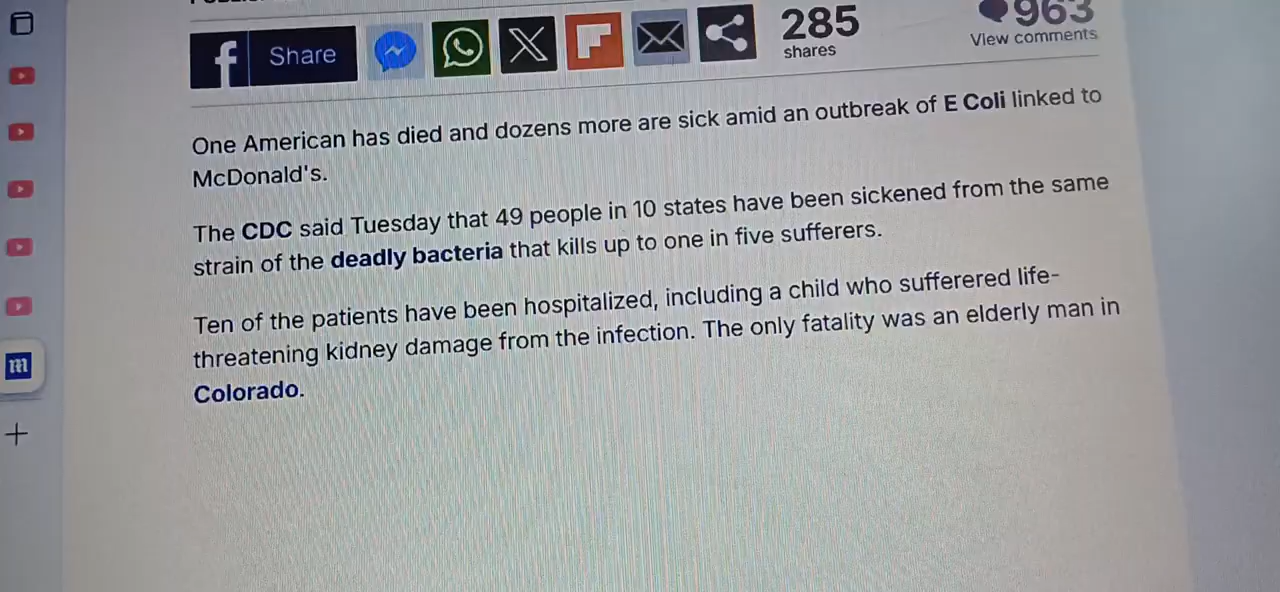 Share
285
shares
963
View comments
One American has died and dozens more are sick amid an outbreak of E Coli linked to
McDonald's.
The CDC said Tuesday that 49 people in 10 states have been sickened from the same
strain of the deadly bacteria that kills up to one in five sufferers.
Ten of the patients have been hospitalized, including a child who sufferered life-
threatening kidney damage from the infection. The only fatality was an elderly man in
Colorado.